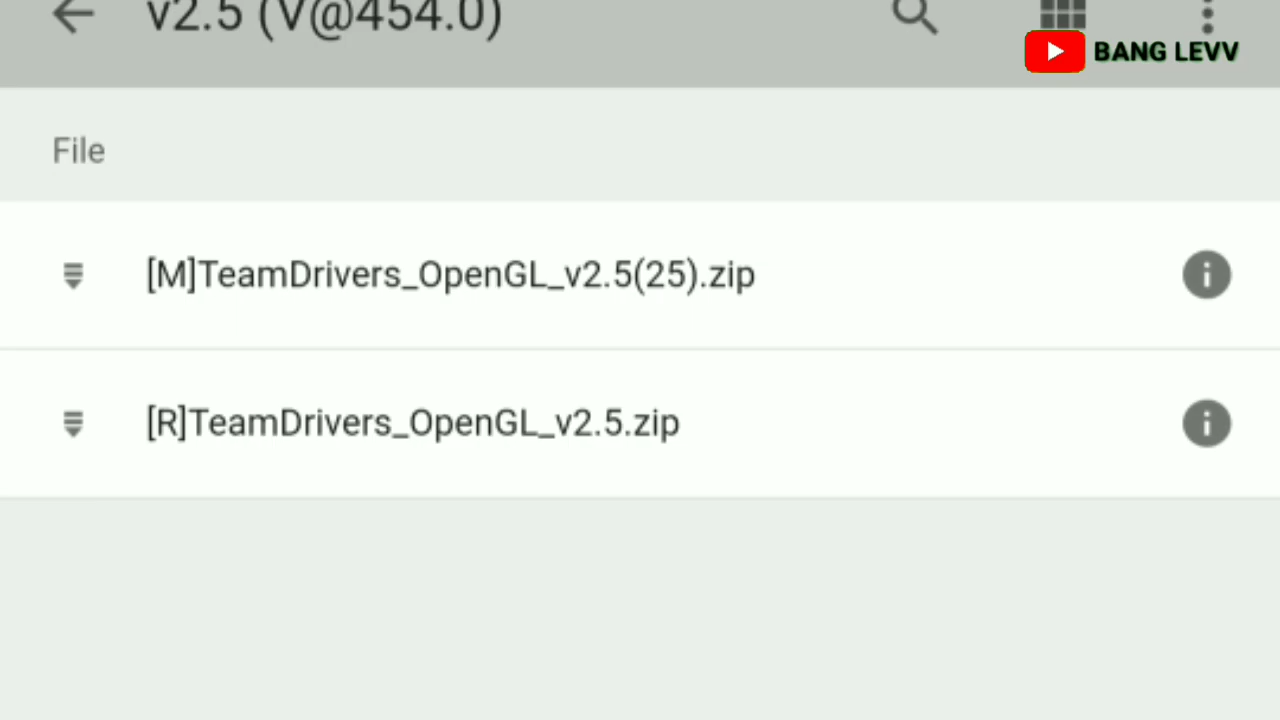 v2.5 (V@454.0)
BANG LEVV
File
[M]TeamDrivers_OpenGL_v2.5(25).zip
[R]TeamDrivers_OpenGL_v2.5.zip